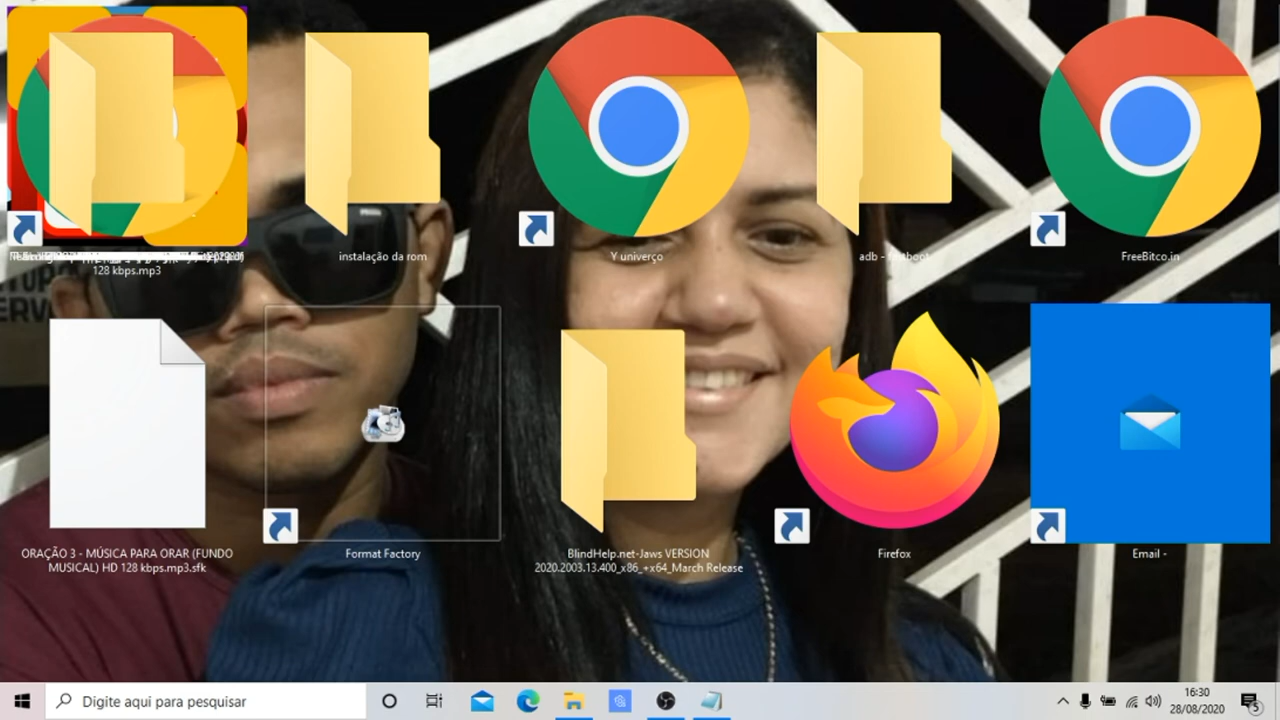 128 kbps.mp3
instalação da rom
Y univerço
adb - fastboot
FreeBitco.in
ORAÇÃO 3 - MÚSICA PARA ORAR (FUNDO
MUSICAL) HD 128 kbps.mp3.sfk
Format Factory
BlindHelp.net-Jaws VERSION
2020.2003.13.400_x86_+x64_March Release
Firefox
Email -
Digite aqui para pesquisar
16:30
28/08/2020
5